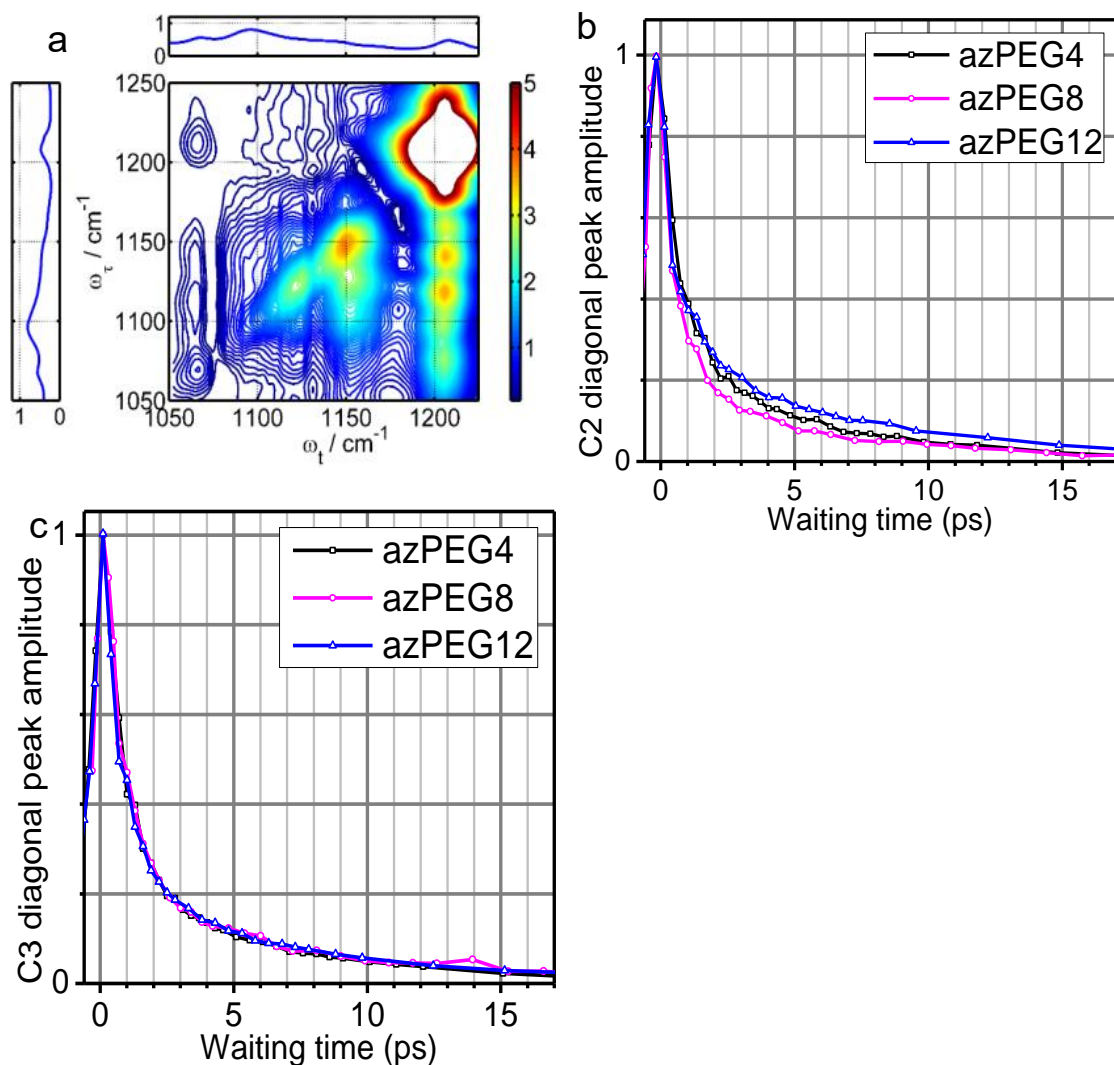 a
1
0
1250
1200
1150
1100
1050
ω_τ / cm⁻¹
1 0
1050 1100 1150 1200
ω_t / cm⁻¹
5
4
3
2
1
b
azPEG4
azPEG8
azPEG12
C2 diagonal peak amplitude
1
0
0 5 10 15
Waiting time (ps)
c
azPEG4
azPEG8
azPEG12
C3 diagonal peak amplitude
1
0
0 5 10 15
Waiting time (ps)